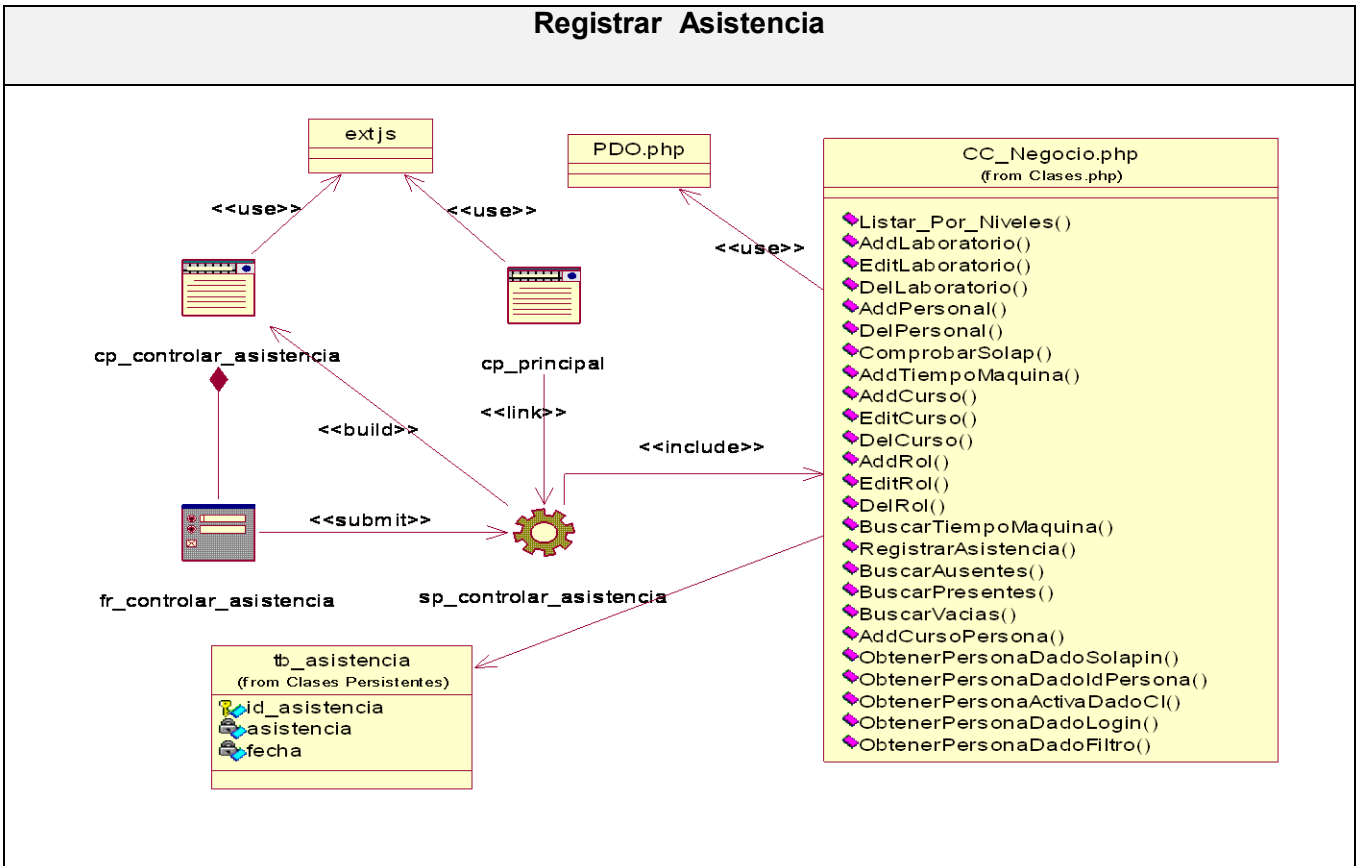 Registrar Asistencia
extjs
PDO.php
CC_Negocio.php
(from Clases.php)
<<use>>
<<use>>
<<use>>
cp_controlar_asistencia
cp_principal
<<link>>
<<build>>
<<include>>
<<submit>>
fr_controlar_asistencia
sp_controlar_asistencia
tb_asistencia
(from Clases Persistentes)
id_asistencia
asistencia
fecha
Listar_Por_Niveles()
AddLaboratorio()
EditLaboratorio()
DelLaboratorio()
AddPersonal()
DelPersonal()
ComprobarSolap()
AddTiempoMaquina()
AddCurso()
EditCurso()
DelCurso()
AddRol()
EditRol()
DelRol()
BuscarTiempoMaquina()
RegistrarAsistencia()
BuscarAusentes()
BuscarPresentes()
BuscarVacias()
AddCursoPersona()
ObtenerPersonaDadoSolapin()
ObtenerPersonaDadoIdPersona()
ObtenerPersonaActivaDadoCI()
ObtenerPersonaDadoLogin()
ObtenerPersonaDadoFiltro()